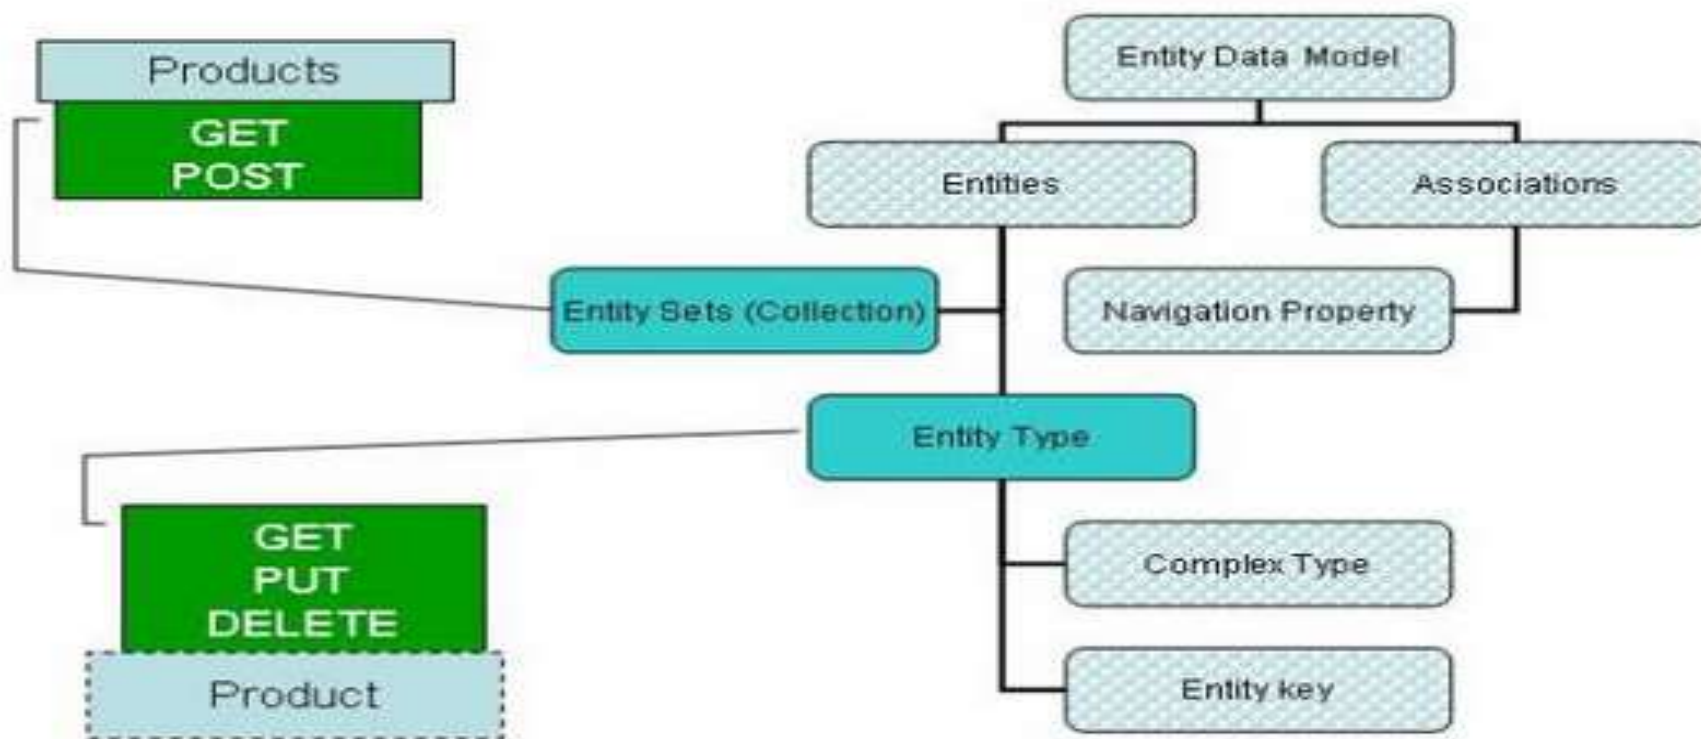 Products
GET
POST
Entity Data Model
Entities
Associations
Entity Sets (Collection)
Navigation Property
Entity Type
GET
PUT
DELETE
Product
Complex Type
Entity key